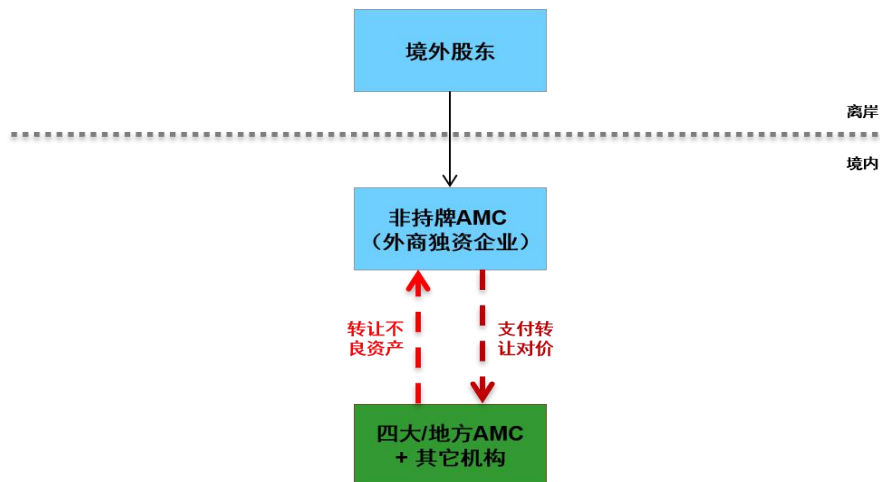 境外股东
离岸
境内
非持牌AMC
（外商独资企业）
转让不
良资产
支付转
让对价
四大/地方AMC
+ 其它机构